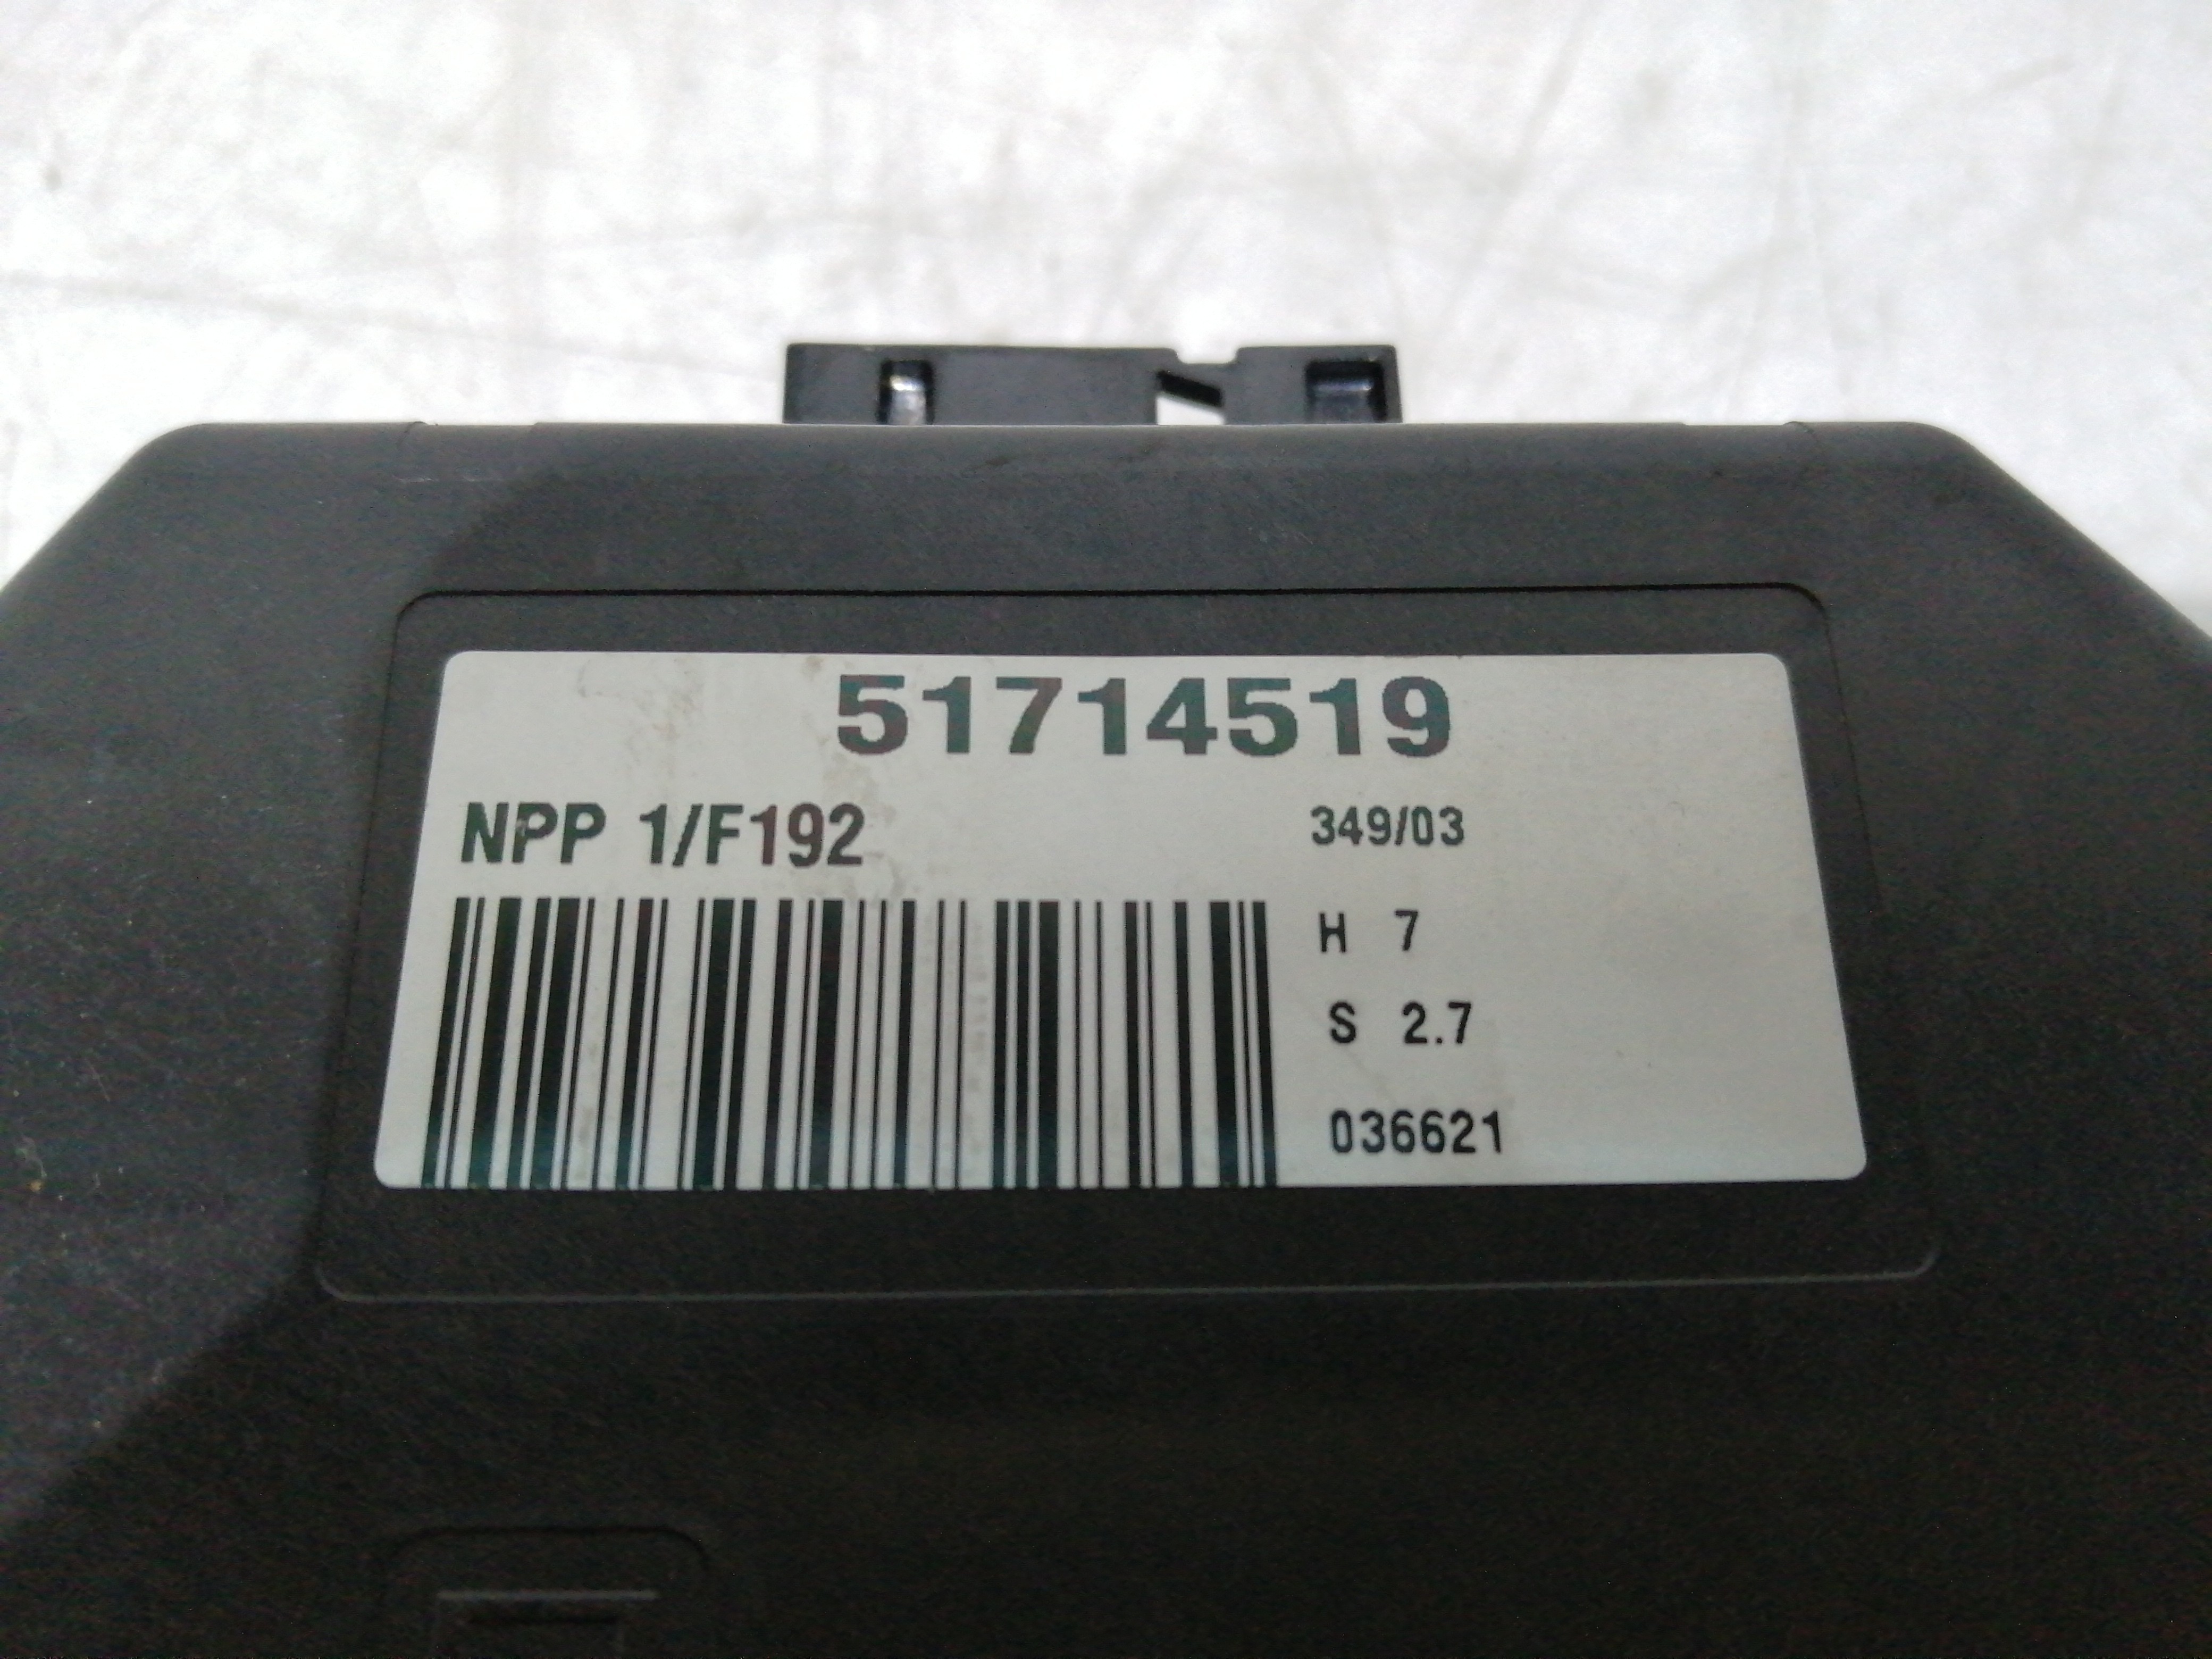 51714519
NPP 1/F192 349/03
H 7
S 2.7
036621